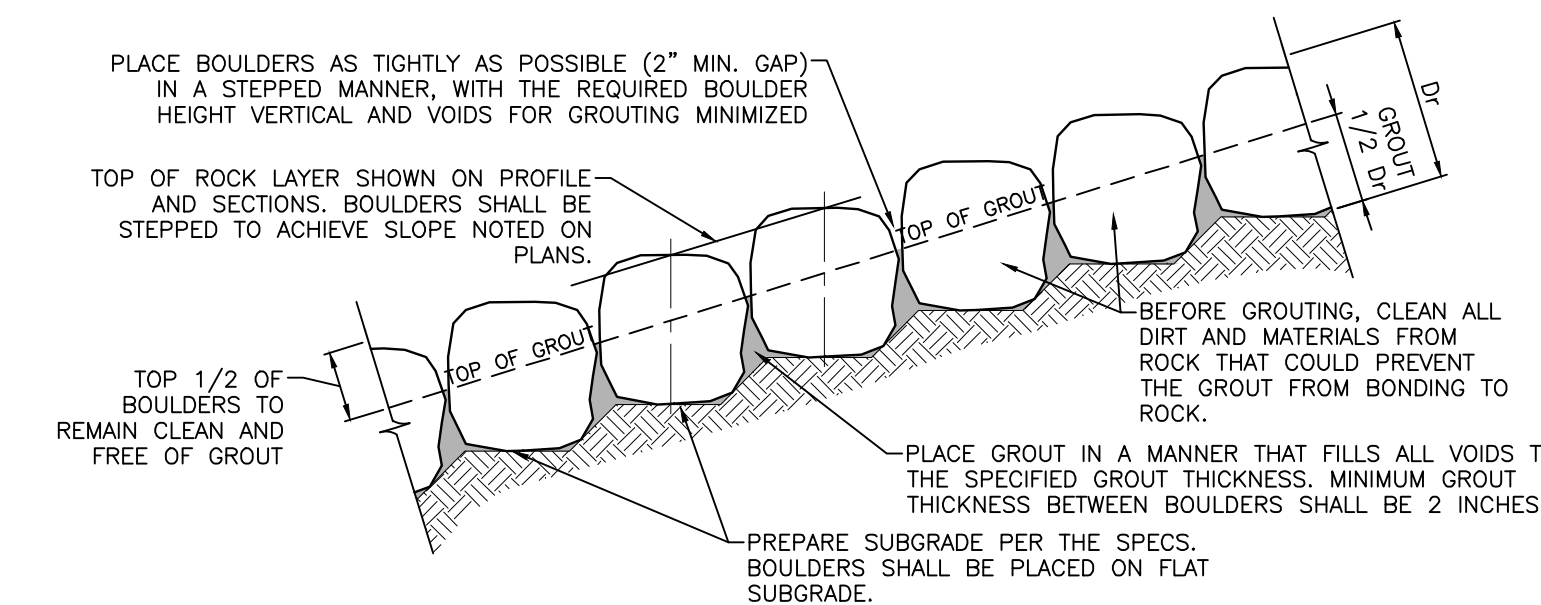 PLACE BOULDERS AS TIGHTLY AS POSSIBLE (2” MIN. GAP)
IN A STEPPED MANNER, WITH THE REQUIRED BOULDER
HEIGHT VERTICAL AND VOIDS FOR GROUTING MINIMIZED
TOP OF ROCK LAYER SHOWN ON PROFILE
AND SECTIONS. BOULDERS SHALL BE
STEPPED TO ACHIEVE SLOPE NOTED ON
PLANS.
Dr
GROUT
1/2 Dr
TOP OF GROUT
TOP OF GROUT
TOP 1/2 OF
BOULDERS TO
REMAIN CLEAN AND
FREE OF GROUT
BEFORE GROUTING, CLEAN ALL
DIRT AND MATERIALS FROM
ROCK THAT COULD PREVENT
THE GROUT FROM BONDING TO
ROCK.
PLACE GROUT IN A MANNER THAT FILLS ALL VOIDS T
THE SPECIFIED GROUT THICKNESS. MINIMUM GROUT
THICKNESS BETWEEN BOULDERS SHALL BE 2 INCHES
PREPARE SUBGRADE PER THE SPECS.
BOULDERS SHALL BE PLACED ON FLAT
SUBGRADE.